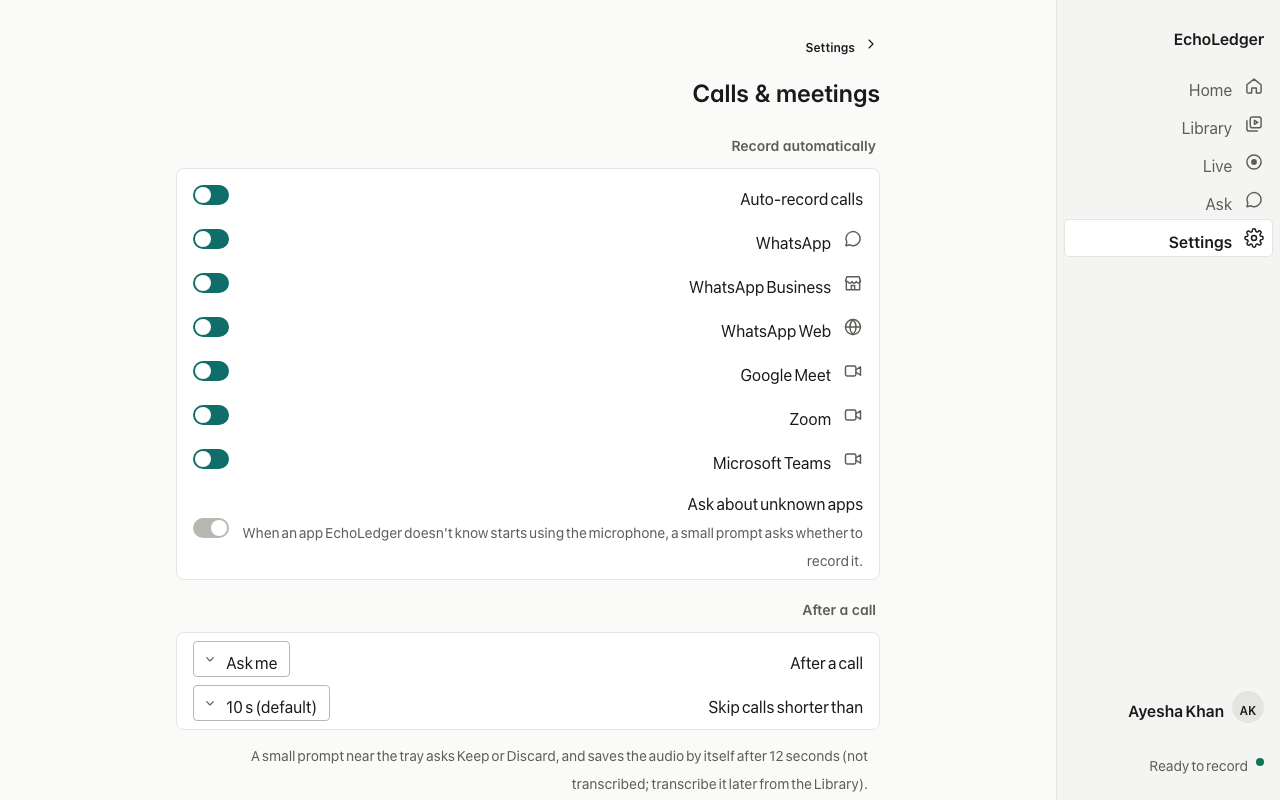 EchoLedger
Home
Library
Live
Ask
Settings
Ayesha Khan
AK
Ready to record
Settings
Calls & meetings
Record automatically
Auto-record calls
WhatsApp
WhatsApp Business
WhatsApp Web
Google Meet
Zoom
Microsoft Teams
Ask about unknown apps
When an app EchoLedger doesn't know starts using the microphone, a small prompt asks whether to
record it.
After a call
After a call
Ask me
Skip calls shorter than
10 s (default)
A small prompt near the tray asks Keep or Discard, and saves the audio by itself after 12 seconds (not
transcribed; transcribe it later from the Library).